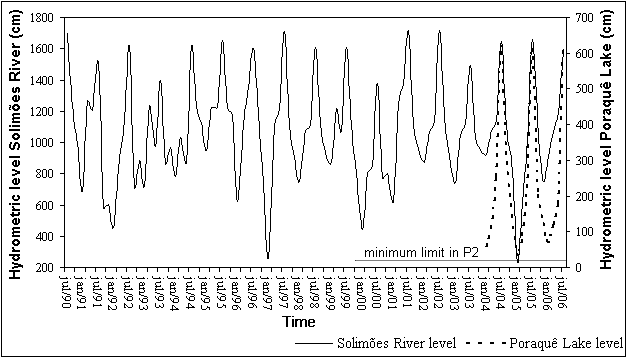 Hydrometric level Solimões River (cm)
1800
1600
1400
1200
1000
800
600
400
200
700
600
500
400
300
200
100
0
Hydrometric level Poraquê Lake (cm)
minimum limit in P2
jul/90
jan/91
jul/91
jan/92
jul/92
jan/93
jul/93
jan/94
jul/94
jan/95
jul/95
jan/96
jul/96
jan/97
jul/97
jan/98
jul/98
jan/99
jul/99
jan/00
jul/00
jan/01
jul/01
jan/02
jul/02
jan/03
jul/03
jan/04
jul/04
jan/05
jul/05
jan/06
jul/06
Time
Solimões River level
Poraquê Lake level